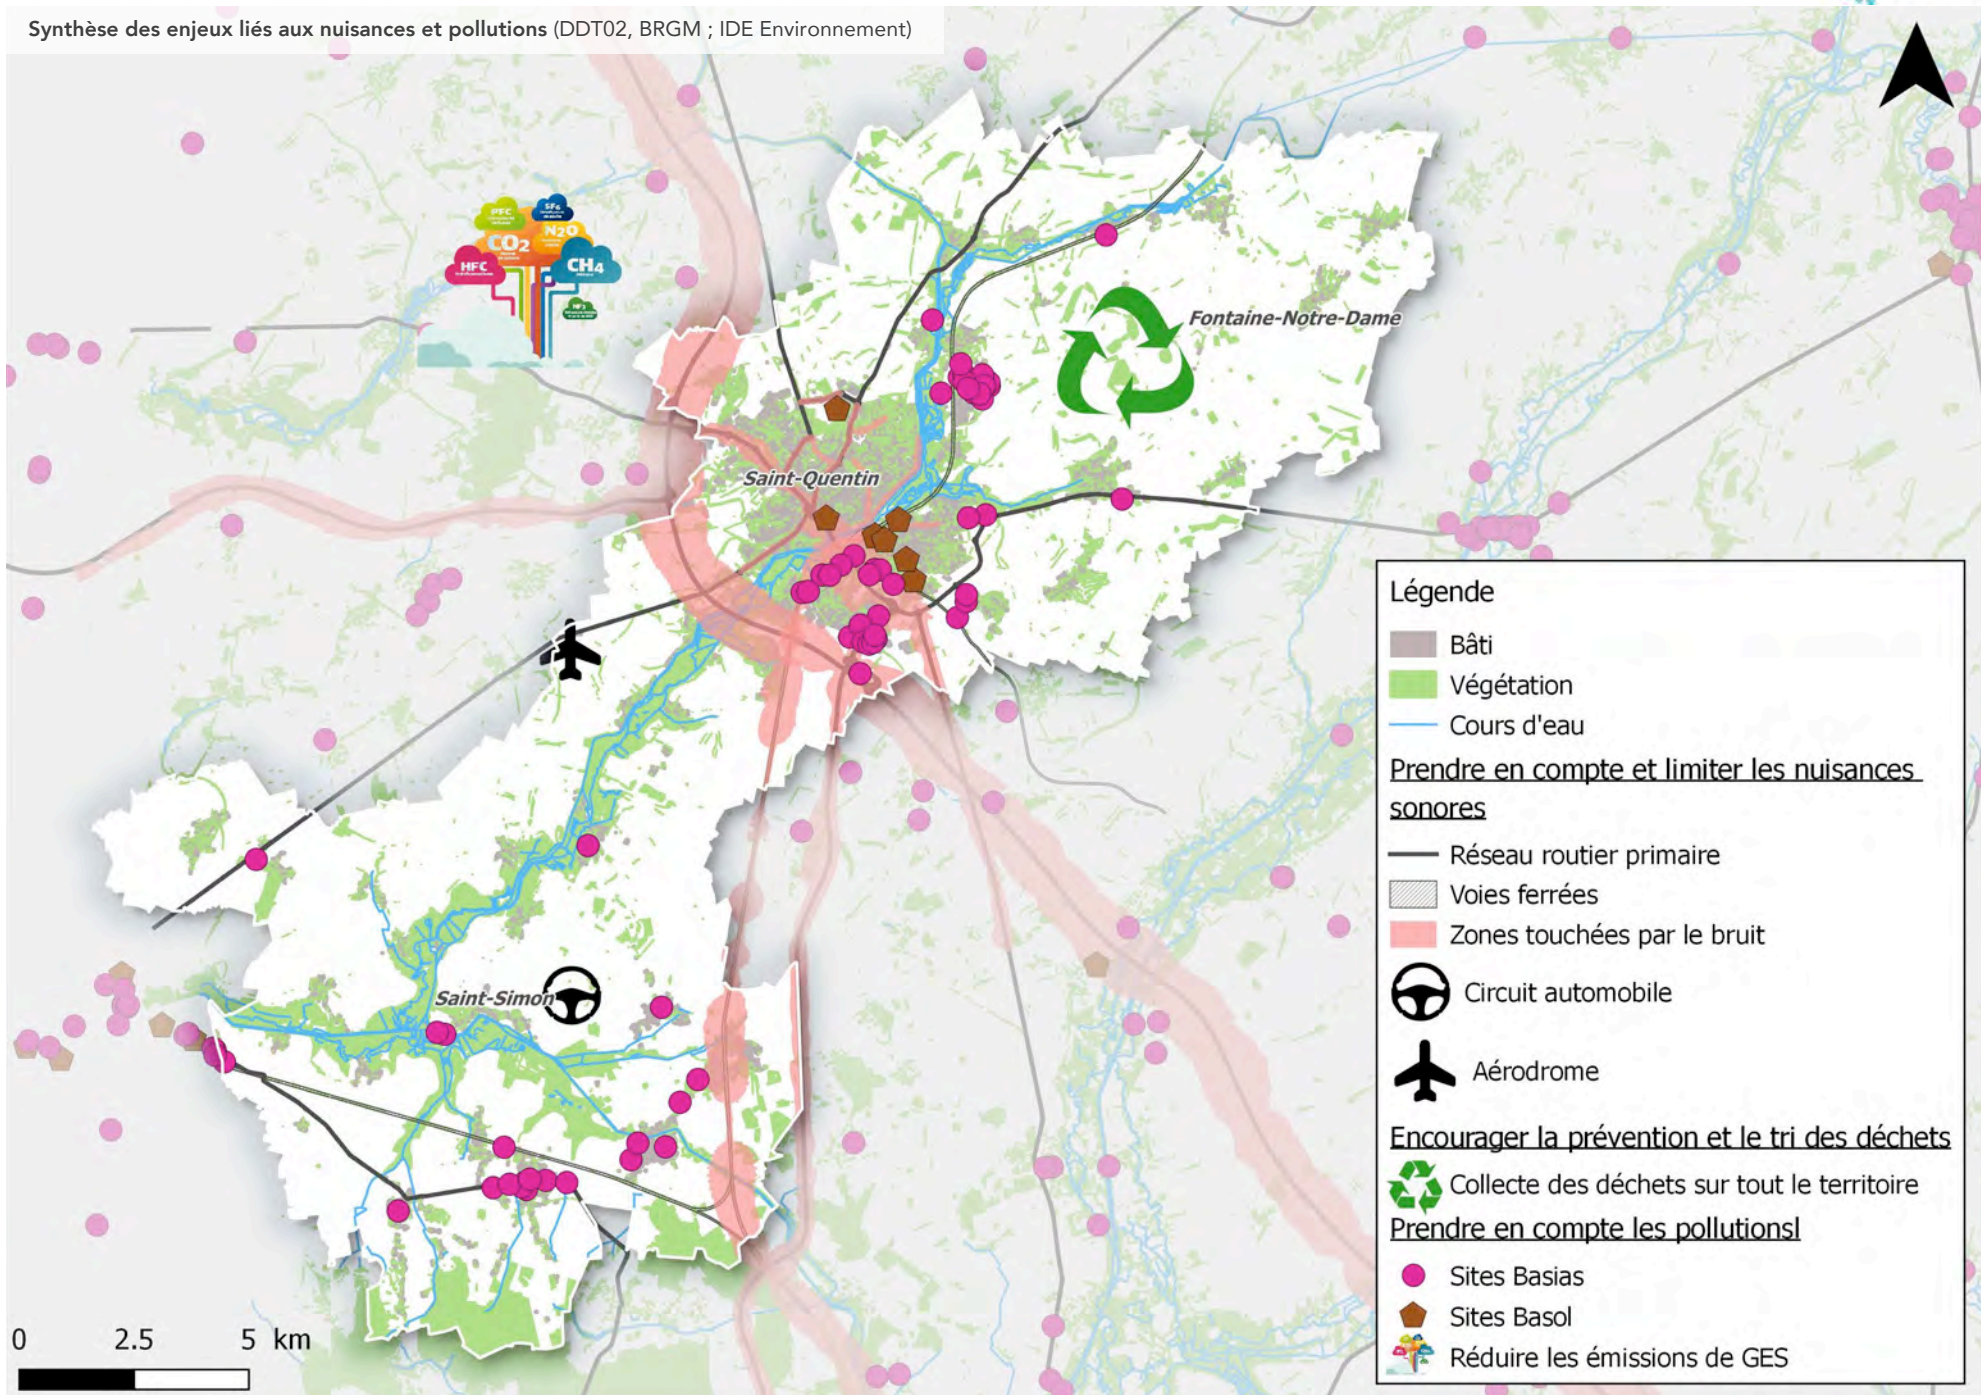 Synthèse des enjeux liés aux nuisances et pollutions (DDT02, BRGM ; IDE Environnement)
PFC
SF6
CO2
N2O
HFC
CH4
NF3
Fontaine-Notre-Dame
Saint-Quentin
Saint-Simon
Légende
Bâti
Végétation
Cours d'eau
Prendre en compte et limiter les nuisances
sonores
Réseau routier primaire
Voies ferrées
Zones touchées par le bruit
Circuit automobile
Aérodrome
Encourager la prévention et le tri des déchets
Collecte des déchets sur tout le territoire
Prendre en compte les pollutionsl
Sites Basias
Sites Basol
Réduire les émissions de GES
0 2.5 5 km